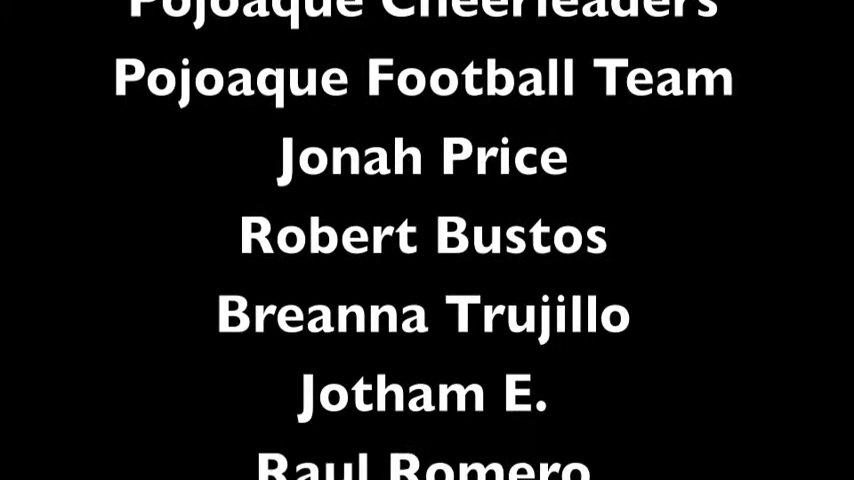 Pojoaque Cheerleaders
Pojoaque Football Team
Jonah Price
Robert Bustos
Breanna Trujillo
Jotham E.
Raul Romero